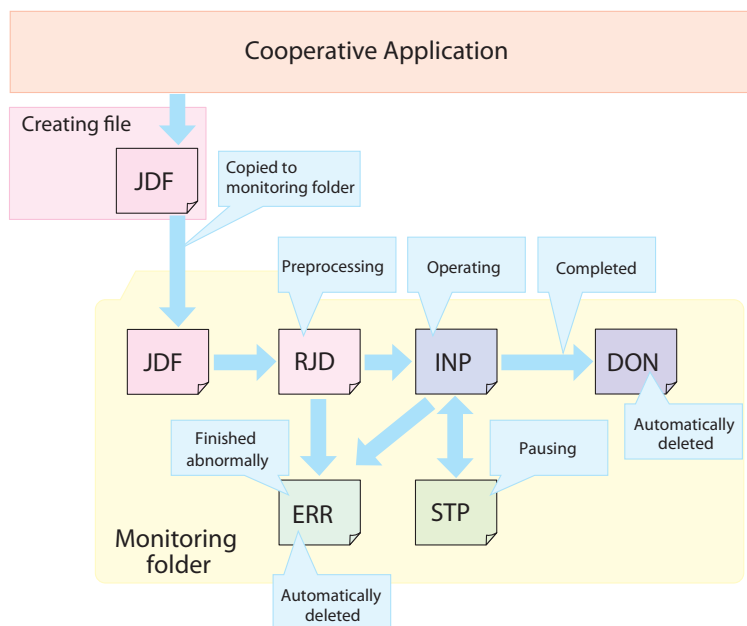 Cooperative Application
Creating file
JDF
Copied to
monitoring folder
Preprocessing
Operating
Completed
JDF
RJD
INP
DON
Automatically
deleted
Finished
abnormally
Pausing
ERR
STP
Monitoring
folder
Automatically
deleted